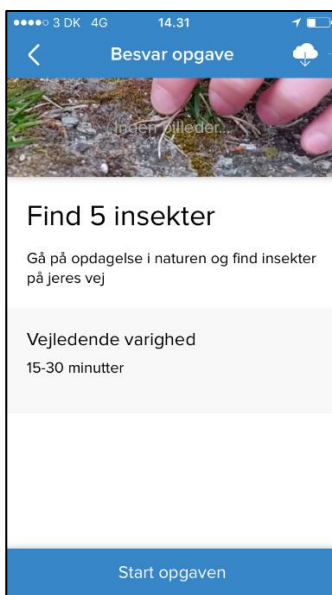 3 DK 4G 14.31
Besvar opgave
Ingen billeder...
Find 5 insekter
Gå på opdagelse i naturen og find insekter
på jeres vej
Vejledende varighed
15-30 minutter
Start opgaven